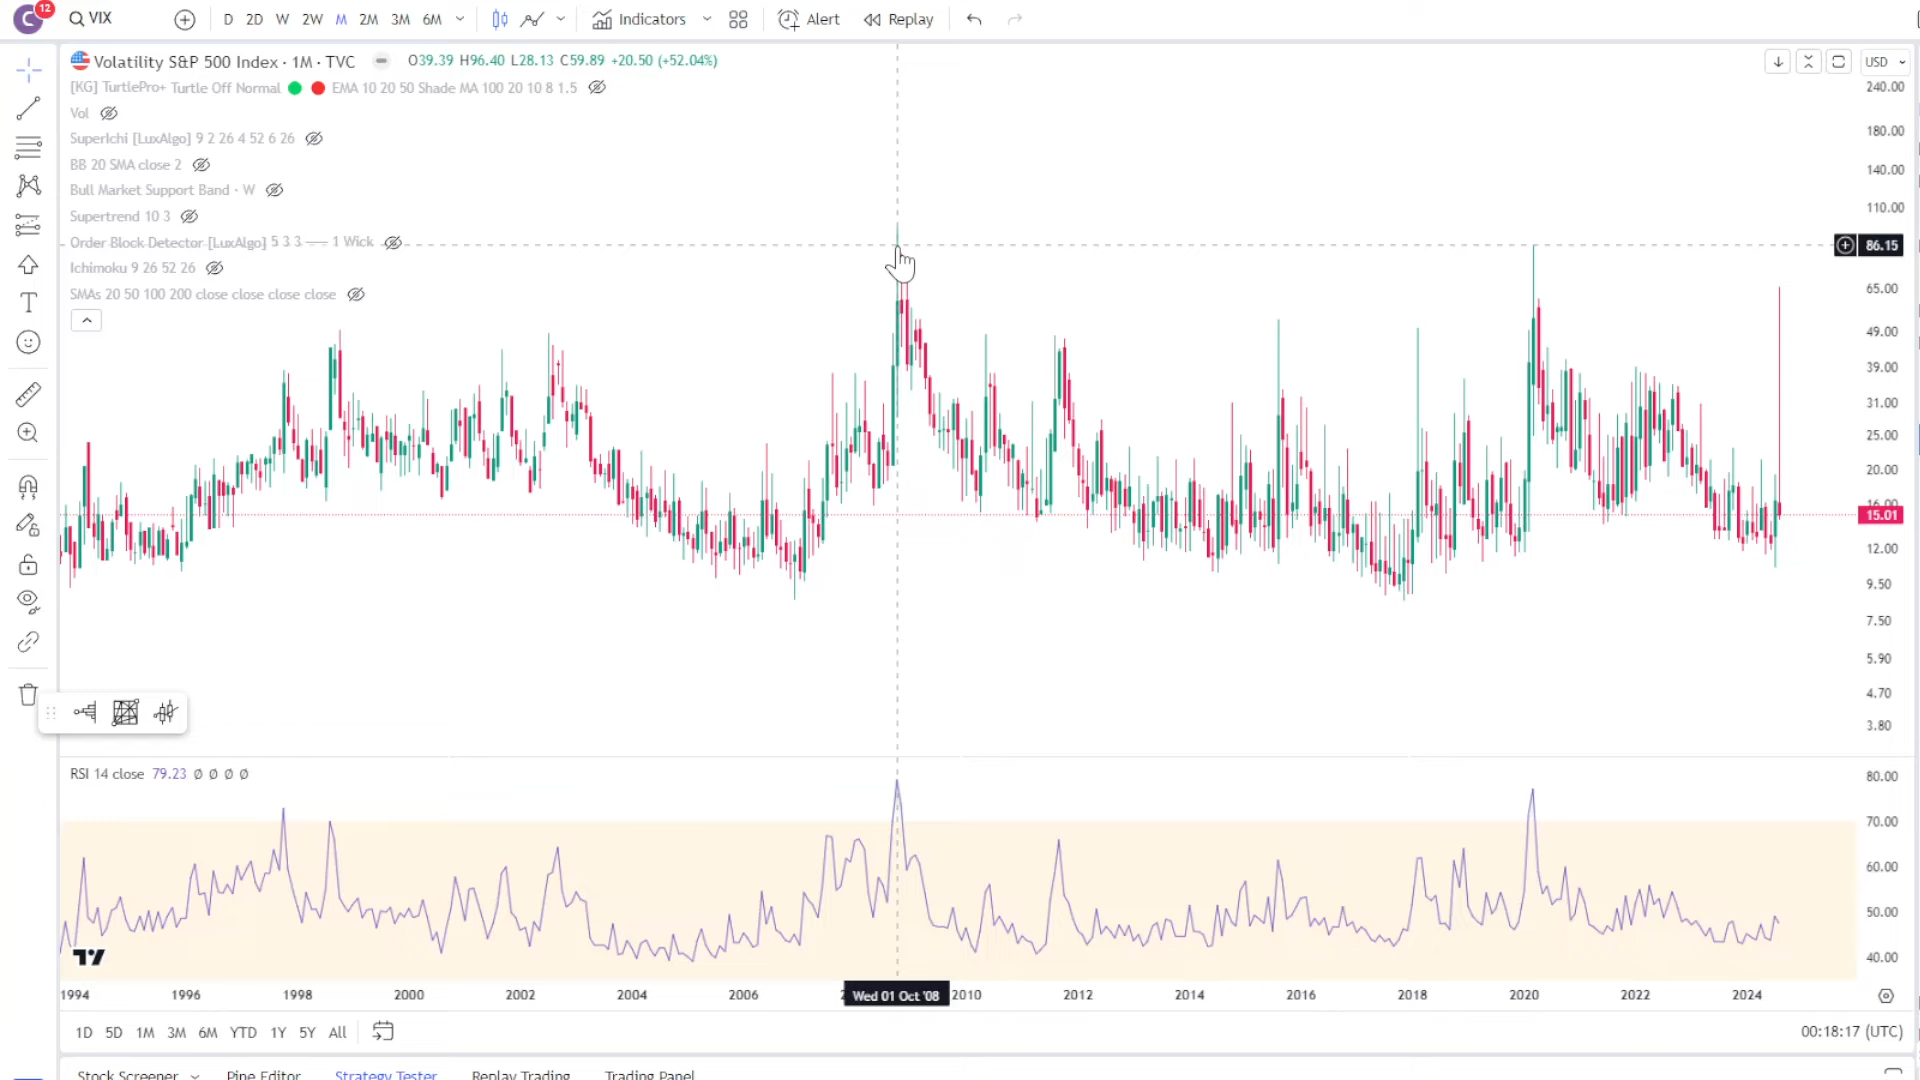 C 12 VIX D 2D W 2W M 2M 3M 6M Indicators Alert Replay
Volatility S&P 500 Index · 1M · TVC O39.39 H96.40 L28.13 C59.89 +20.50 (+52.04%) USD
[KG] TurtlePro+ Turtle Off Normal EMA 10 20 50 Shade MA 100 20 10 8 1.5
Vol
SuperIchi [LuxAlgo] 9 2 26 4 52 6 26
BB 20 SMA close 2
Bull Market Support Band · W
Supertrend 10 3
Order Block Detector [LuxAlgo] 5 3 3 —— 1 Wick
Ichimoku 9 26 52 26
SMAs 20 50 100 200 close close close close
240.00
180.00
140.00
110.00
86.15
65.00
49.00
39.00
31.00
25.00
20.00
16.00
15.01
12.00
9.50
7.50
5.90
4.70
3.80
RSI 14 close 79.23 Ø Ø Ø Ø
80.00
70.00
60.00
50.00
40.00
1994 1996 1998 2000 2002 2004 2006 2 Wed 01 Oct '08 2010 2012 2014 2016 2018 2020 2022 2024
1D 5D 1M 3M 6M YTD 1Y 5Y All 00:18:17 (UTC)
Stock Screener Pine Editor Strategy Tester Replay Trading Trading Panel